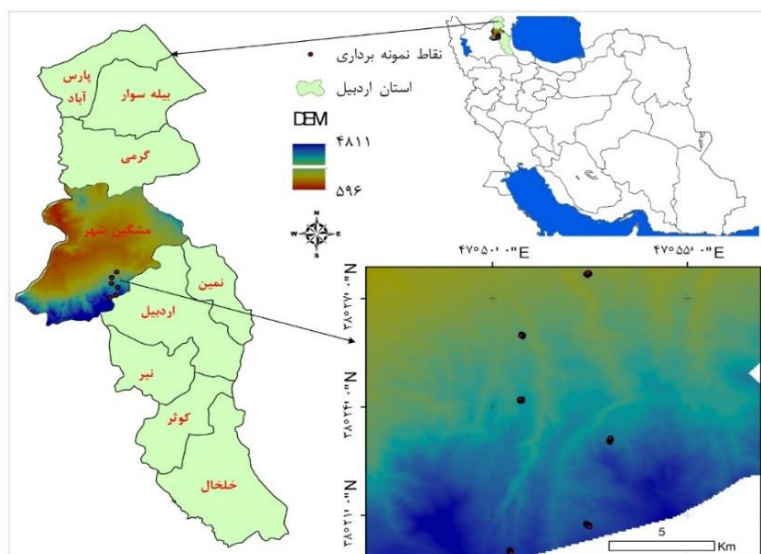 نقاط نمونه برداری
استان اردبیل
DEM
۴۸۱۱
۵۹۶
N
W
E
S
پارس
آباد
بیله سوار
گرمی
مشگین شهر
نمین
اردبیل
نیر
کوثر
خلخال
۴۷°۵۰'۰"E
۴۷°۵۵'۰"E
5
Km